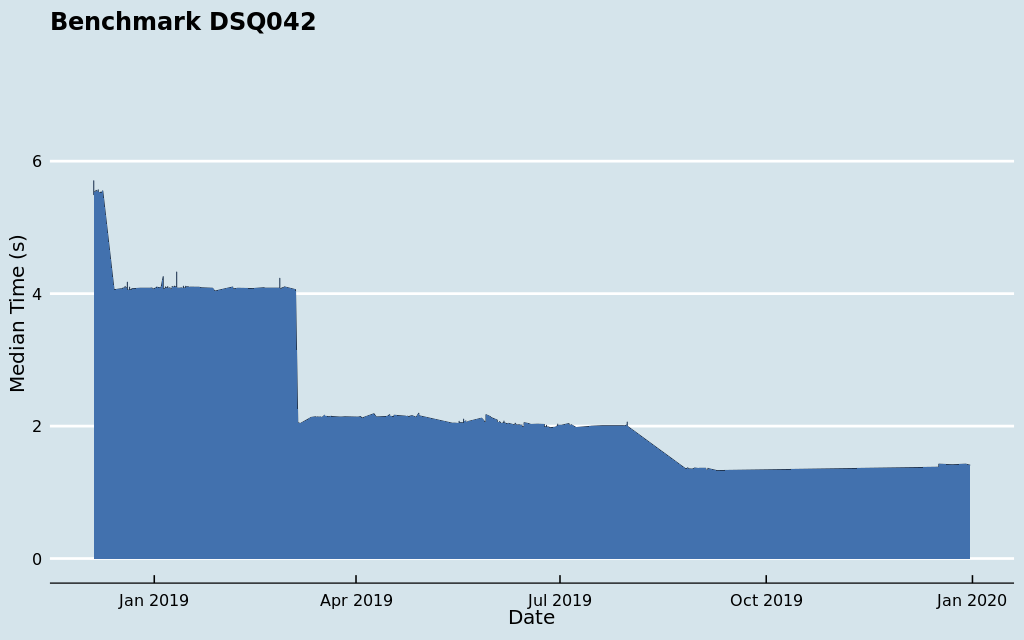 Benchmark DSQ042
Median Time (s)
6
4
2
0
Jan 2019
Apr 2019
Jul 2019
Oct 2019
Jan 2020
Date